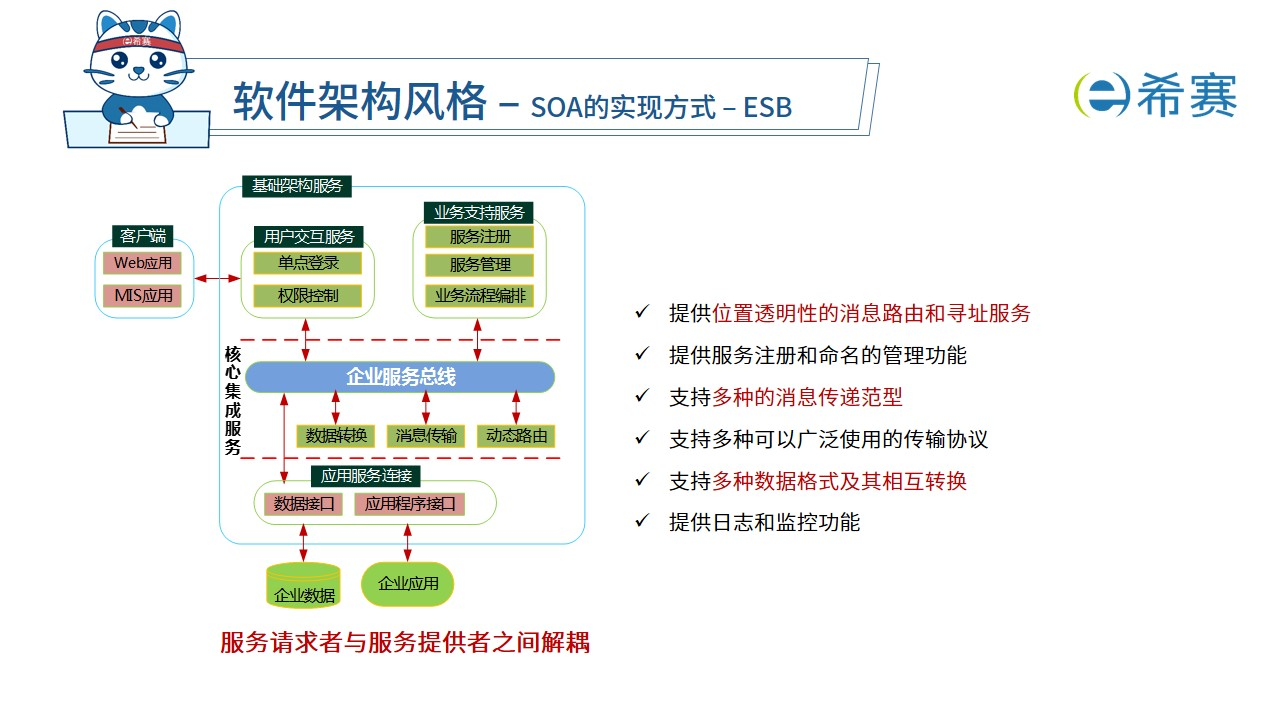 e希赛
软件架构风格 – SOA的实现方式 – ESB
e希赛
基础架构服务
客户端
Web应用
MIS应用
用户交互服务
单点登录
权限控制
业务支持服务
服务注册
服务管理
业务流程编排
核心集成服务
企业服务总线
数据转换
消息传输
动态路由
应用服务连接
数据接口
应用程序接口
企业数据
企业应用
服务请求者与服务提供者之间解耦
✓ 提供位置透明性的消息路由和寻址服务
✓ 提供服务注册和命名的管理功能
✓ 支持多种的消息传递范型
✓ 支持多种可以广泛使用的传输协议
✓ 支持多种数据格式及其相互转换
✓ 提供日志和监控功能